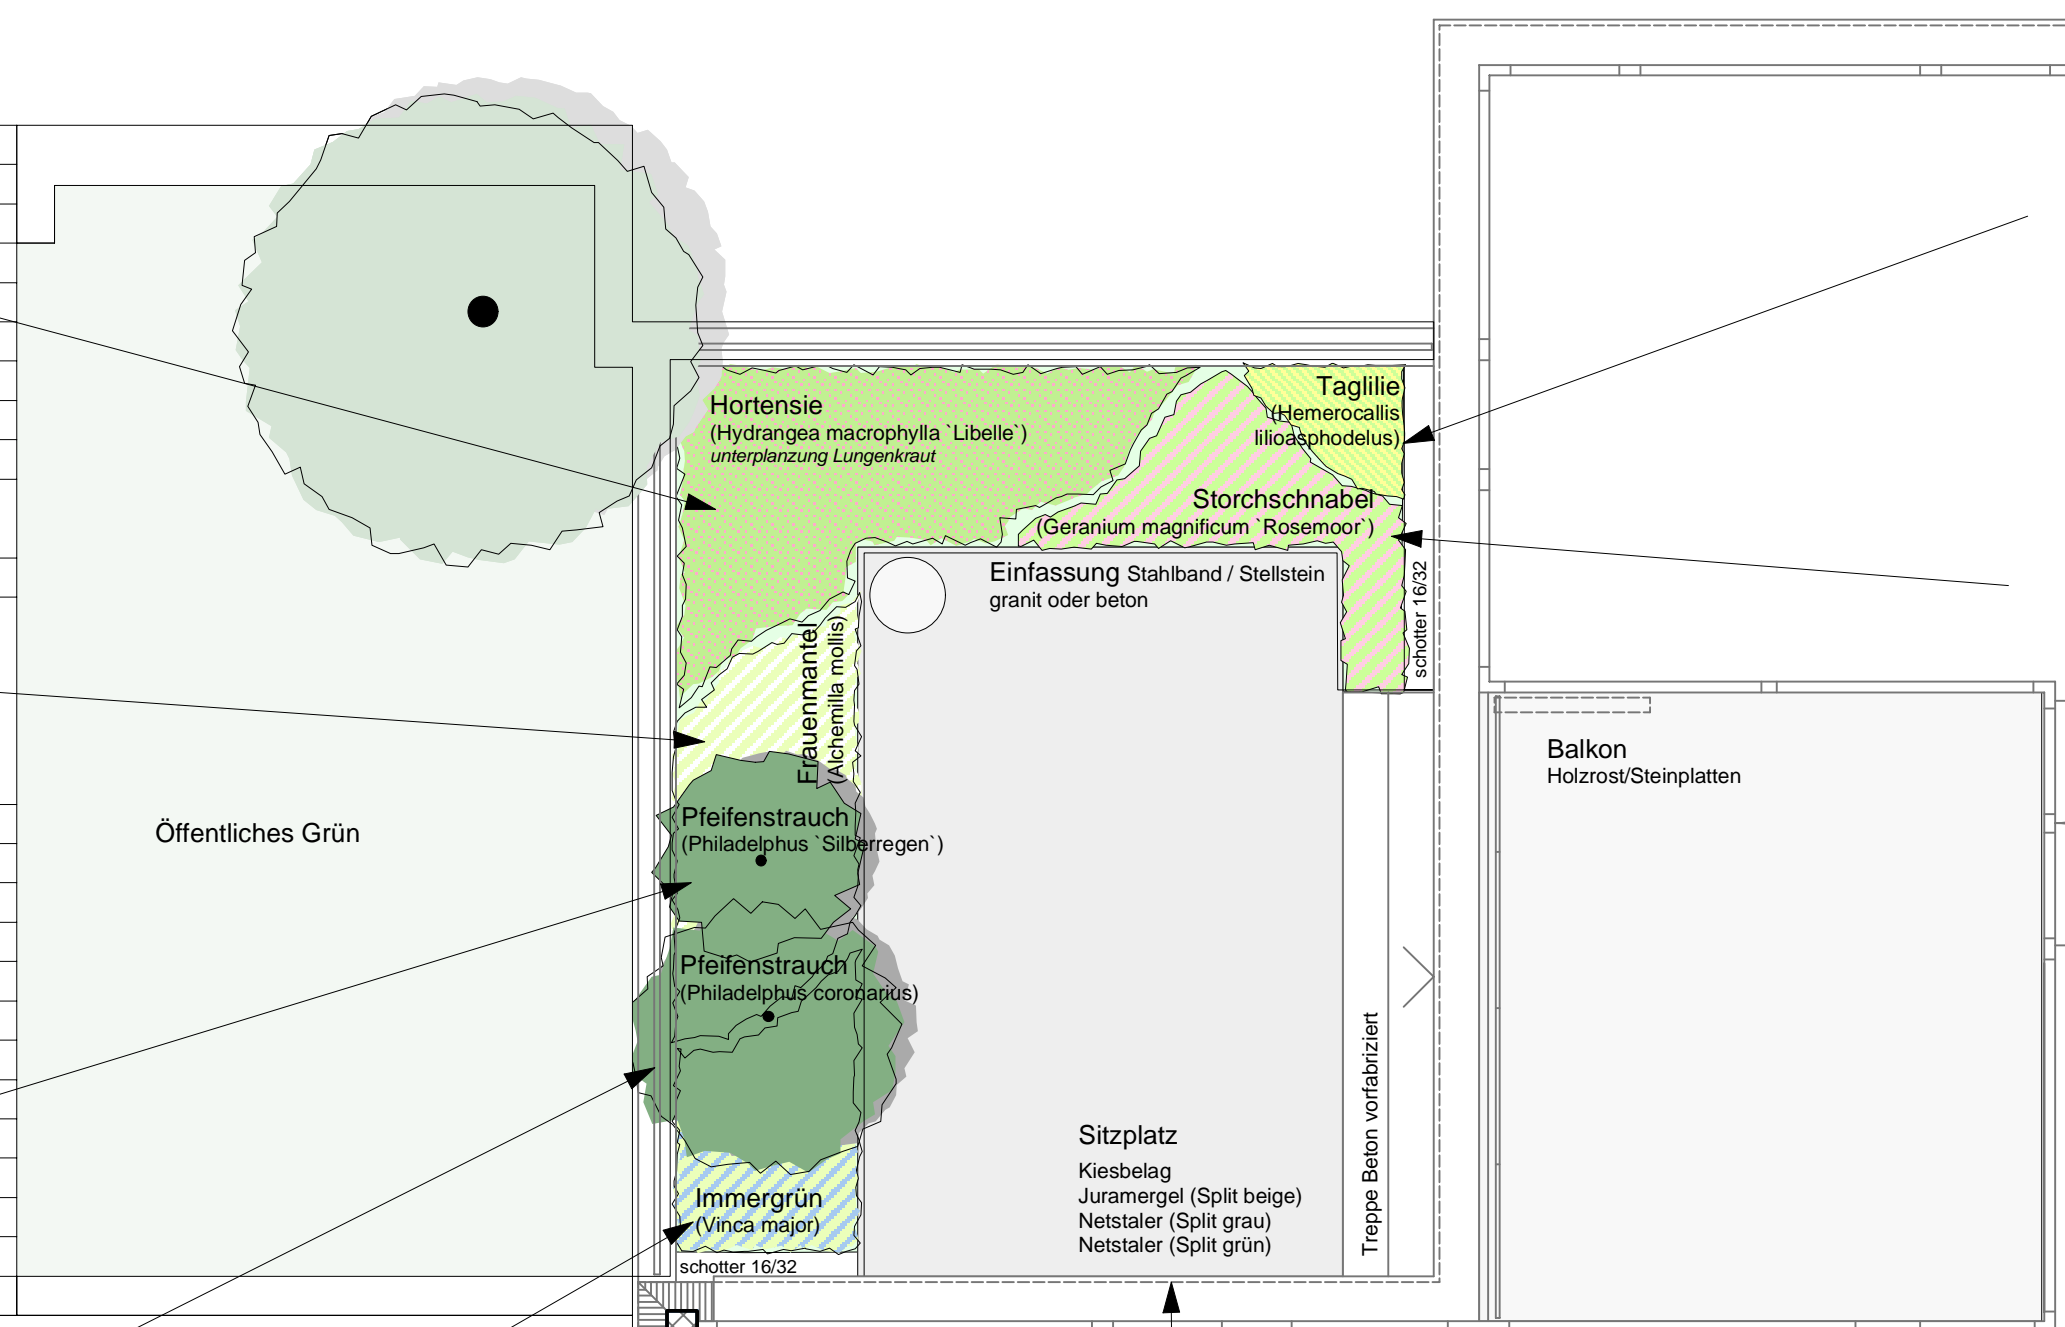 Hortensie
(Hydrangea macrophylla `Libelle`)
unterplanzung Lungenkraut
Taglilie
(Hemerocallis
lilioasphodelus)
Storchschnabel
(Geranium magnificum `Rosemoor`)
Einfassung Stahlband / Stellstein
granit oder beton
schotter 16/32
Frauenmantel
(Alchemilla mollis)
Balkon
Holzrost/Steinplatten
Öffentliches Grün
Pfeifenstrauch
(Philadelphus `Silberregen`)
Pfeifenstrauch
(Philadelphus coronarius)
Treppe Beton vorfabriziert
Sitzplatz
Kiesbelag
Juramergel (Split beige)
Netstaler (Split grau)
Netstaler (Split grün)
Immergrün
(Vinca major)
schotter 16/32